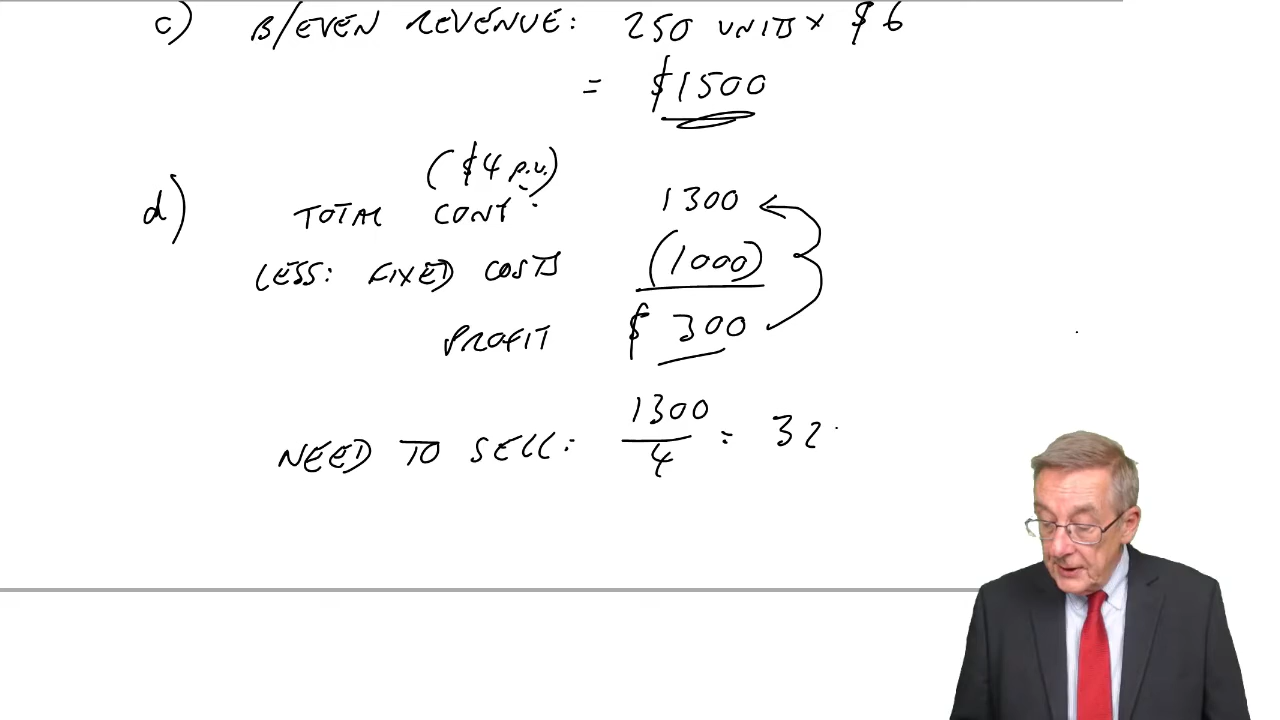 c) B/EVEN REVENUE: 250 UNITS × $6
= $1500
($4 p.u.)
d) TOTAL CONT. 1300
LESS: FIXED COSTS (1000)
PROFIT $ 300
NEED TO SELL: 1300/4 = 32